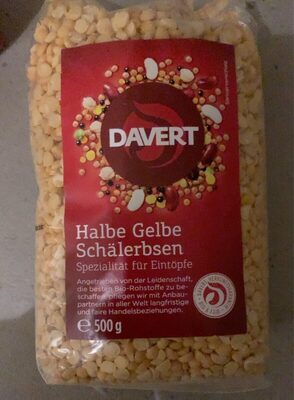 DAVERT
Halbe Gelbe
Schälerbsen
Spezialität für Eintöpfe
Angetrieben von der Leidenschaft,
die besten Bio-Rohstoffe zu be-
schaffen, pflegen wir mit Anbau-
partnern in aller Welt langfristige
und faire Handelsbeziehungen.
℮ 500 g